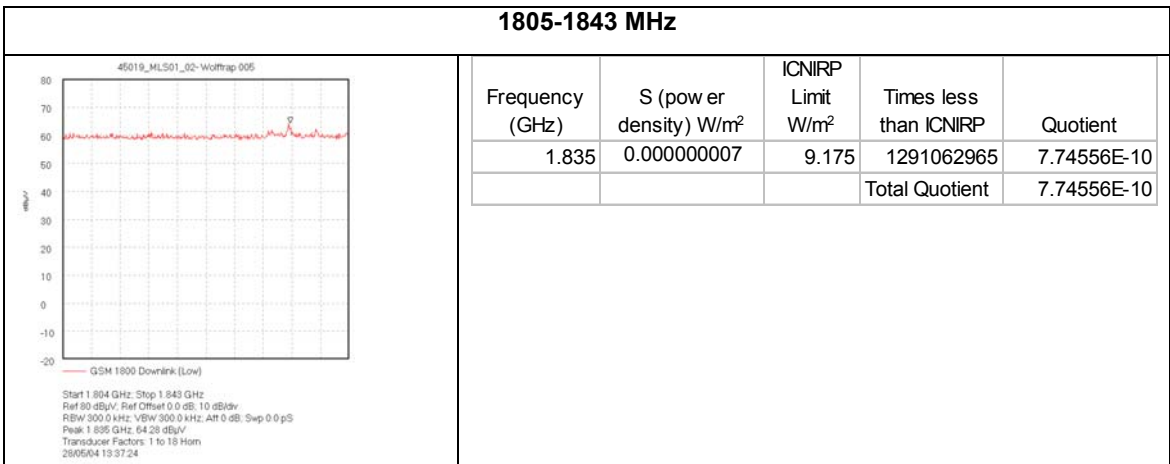 1805-1843 MHz
45019_MLS01_02- Wolftrap 005
80
70
60
50
40
30
20
10
0
-10
-20
dBµV
GSM 1800 Downlink (Low)
Start 1.804 GHz; Stop 1.843 GHz
Ref 80 dBµV; Ref Offset 0.0 dB; 10 dB/div
RBW 300.0 kHz; VBW 300.0 kHz; Att 0 dB; Swp 0.0 pS
Peak 1.835 GHz, 64.28 dBµV
Transducer Factors: 1 to 18 Horn
28/05/04 13:37:24
Frequency (GHz) S (pow er density) W/m² ICNIRP Limit W/m² Times less than ICNIRP Quotient
1.835 0.000000007 9.175 1291062965 7.74556E-10
Total Quotient 7.74556E-10